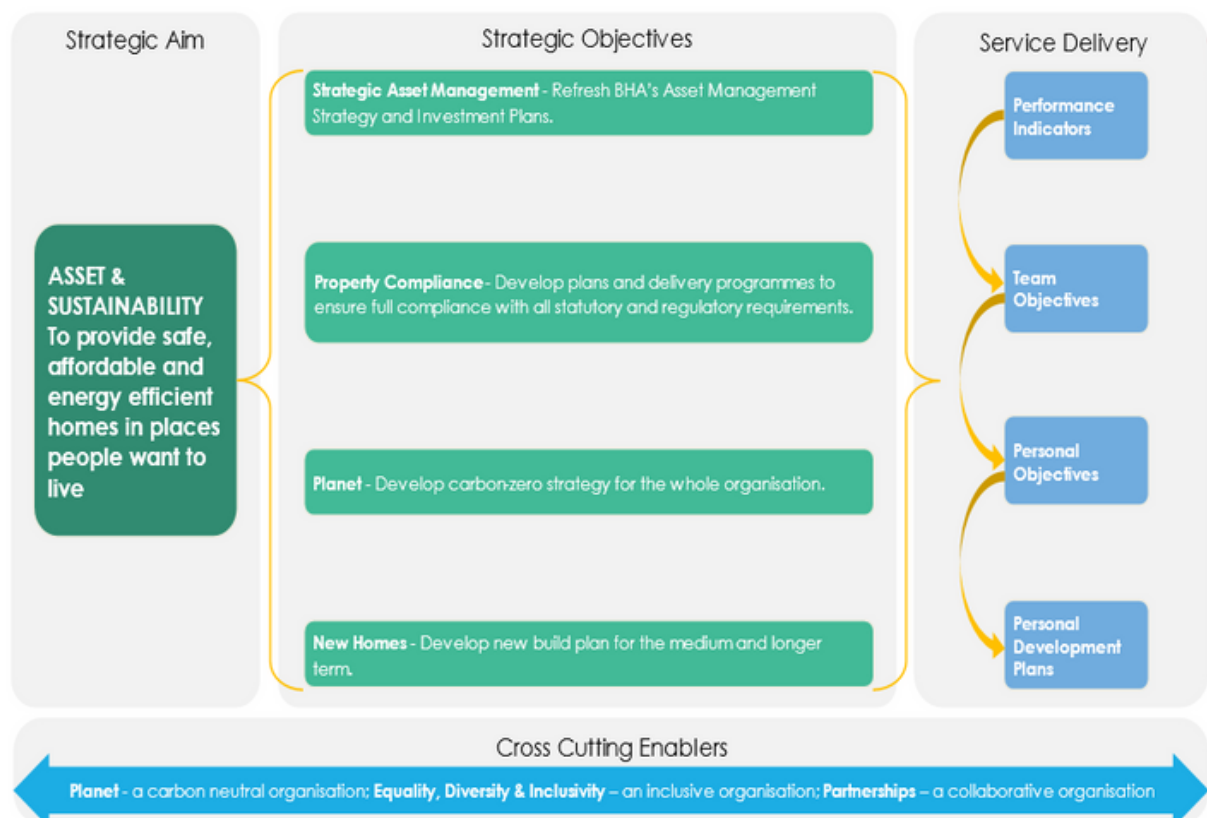 Strategic Aim
ASSET &
SUSTAINABILITY
To provide safe,
affordable and
energy efficient
homes in places
people want to
live
Strategic Objectives
Strategic Asset Management - Refresh BHA's Asset Management
Strategy and Investment Plans.
Property Compliance- Develop plans and delivery programmes to
ensure full compliance with all statutory and regulatory requirements.
Planet - Develop carbon-zero strategy for the whole organisation.
New Homes - Develop new build plan for the medium and longer
term.
Service Delivery
Performance
Indicators
Team
Objectives
Personal
Objectives
Personal
Development
Plans
Cross Cutting Enablers
Planet - a carbon neutral organisation; Equality, Diversity & Inclusivity – an inclusive organisation; Partnerships – a collaborative organisation